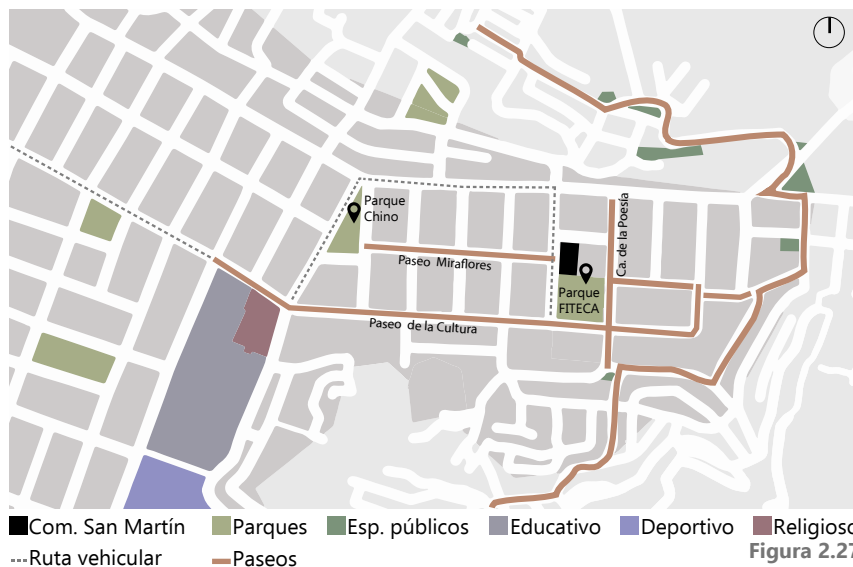 Ca. de la Poesía
Parque
Chino
Paseo Miraflores
Parque
FITECA
Paseo de la Cultura
Com. San Martín
Parques
Esp. públicos
Educativo
Deportivo
Religioso
Ruta vehicular
Paseos
Figura 2.27